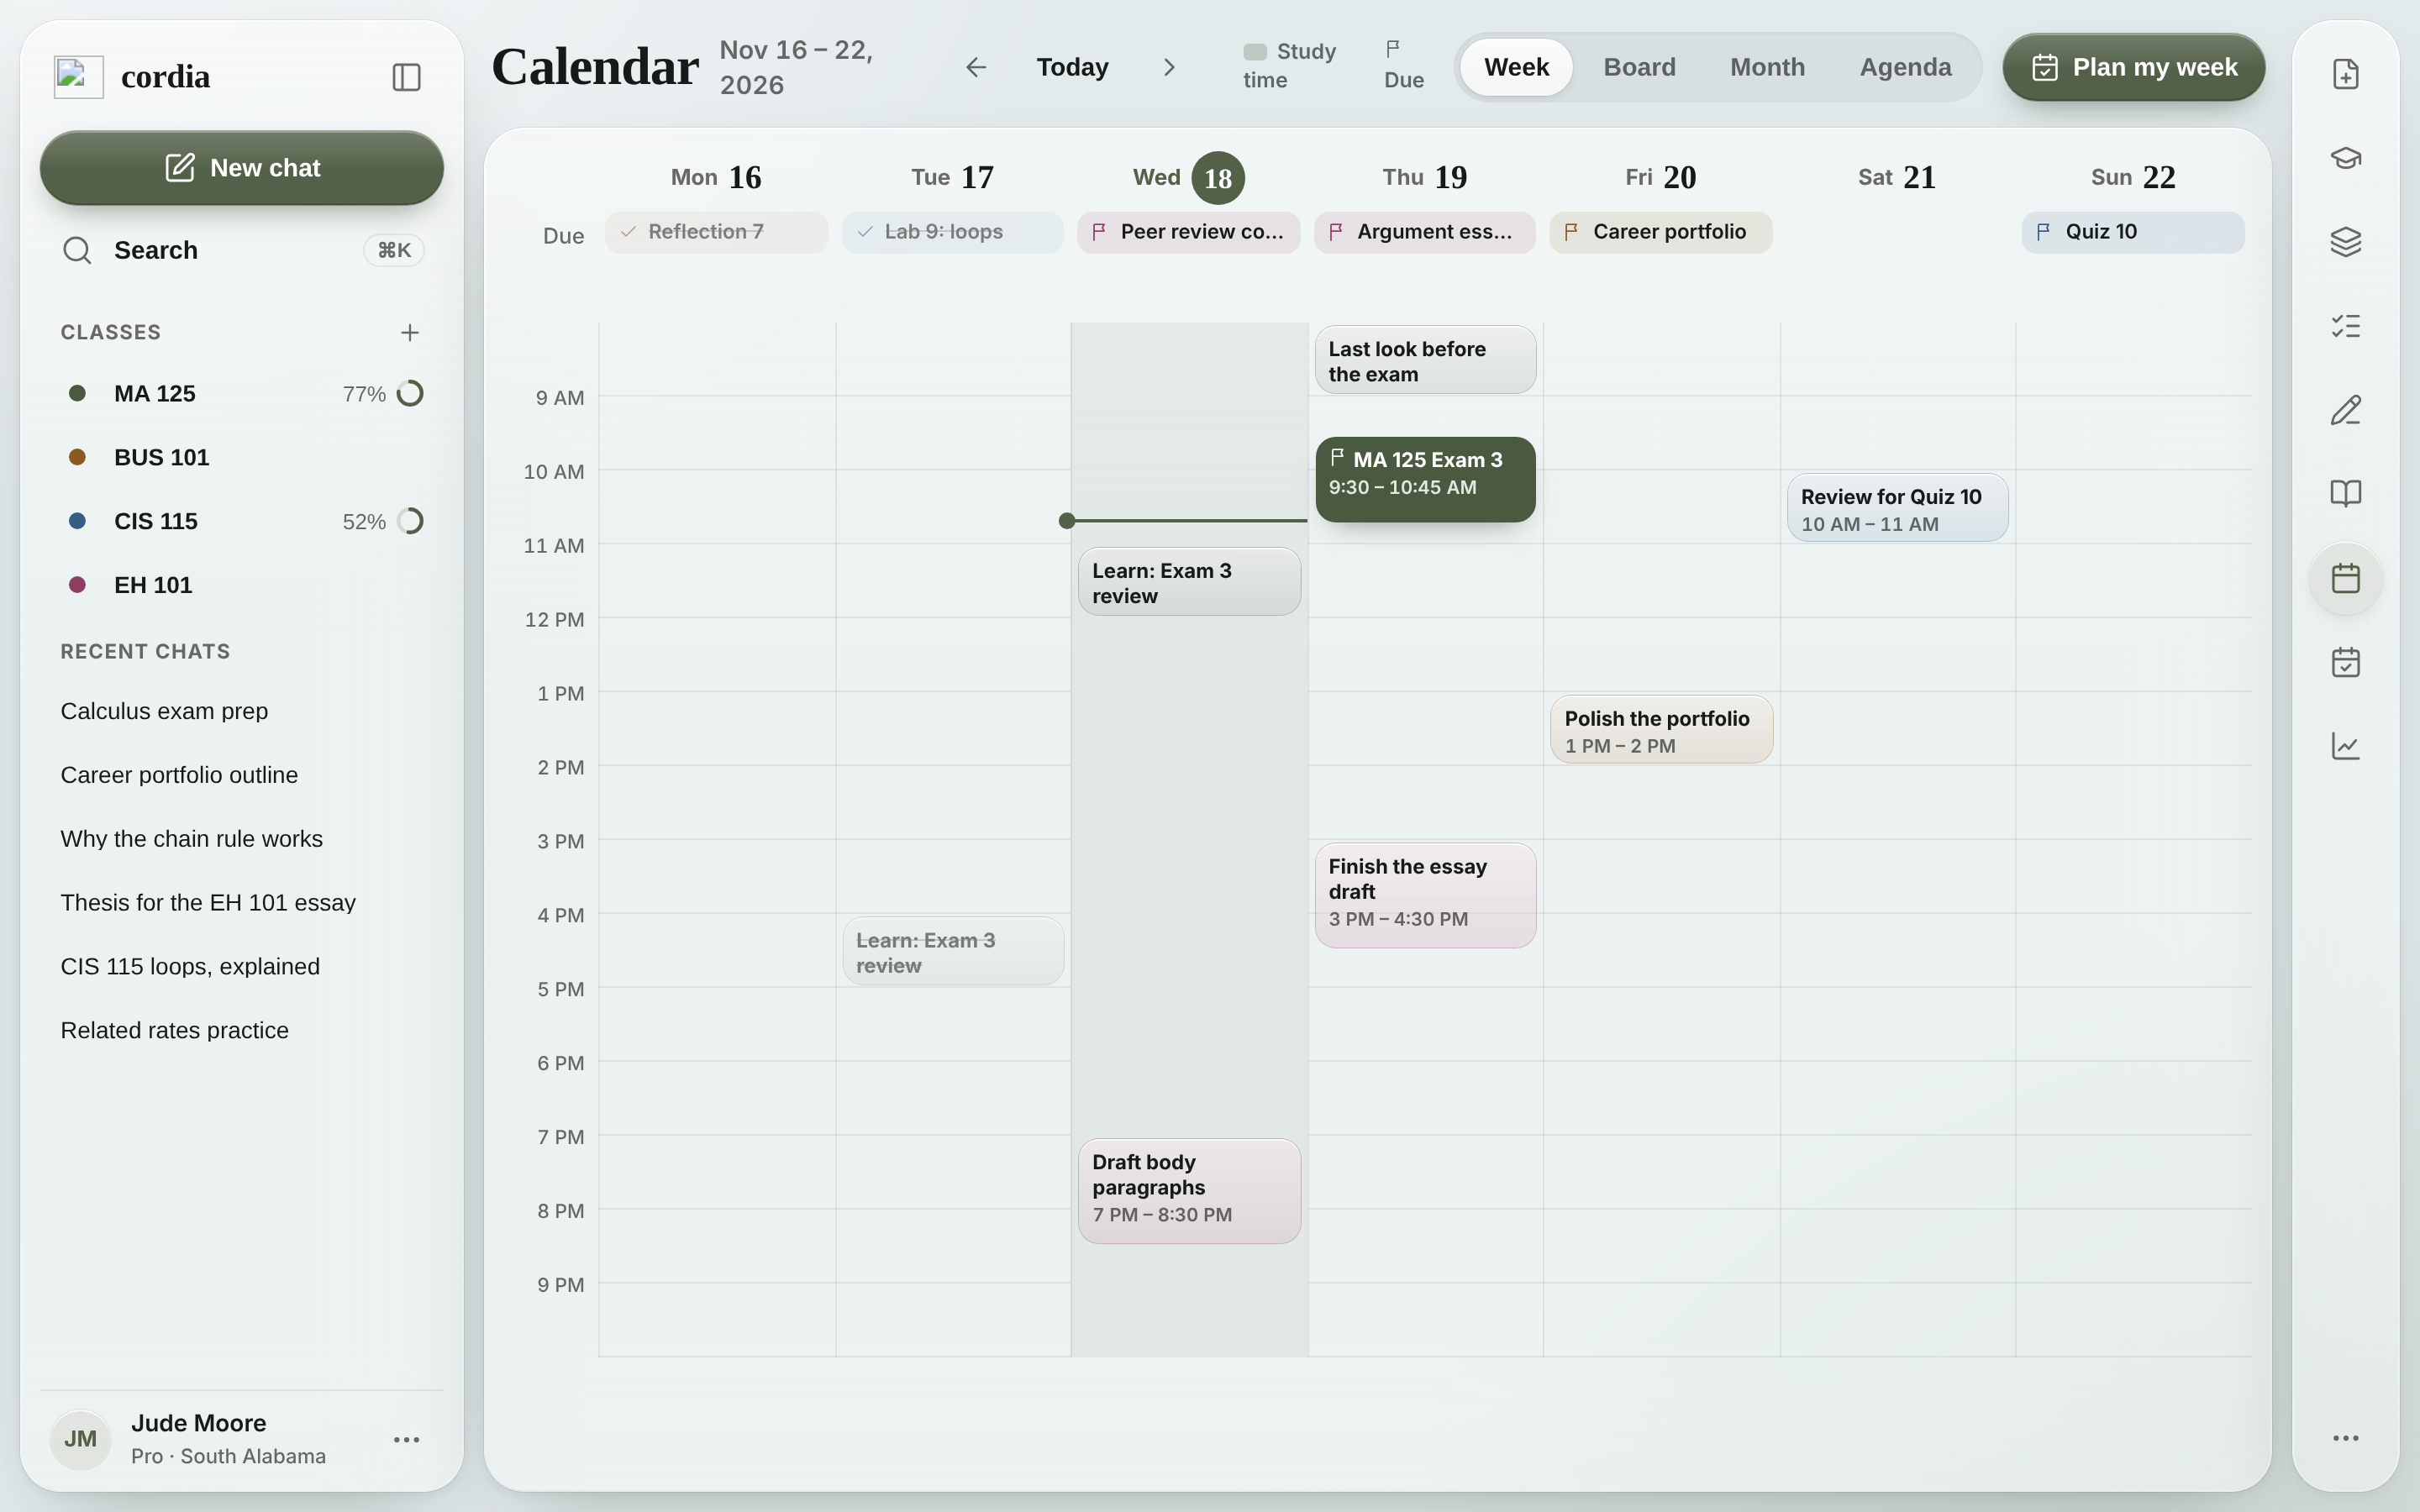 cordia
New chat
Search ⌘K
CLASSES
MA 125 77%
BUS 101
CIS 115 52%
EH 101
RECENT CHATS
Calculus exam prep
Career portfolio outline
Why the chain rule works
Thesis for the EH 101 essay
CIS 115 loops, explained
Related rates practice
JM
Jude Moore
Pro · South Alabama
Calendar
Nov 16 – 22,
2026
Today
Study
time
Due
Week Board Month Agenda
Plan my week
Mon 16 Tue 17 Wed 18 Thu 19 Fri 20 Sat 21 Sun 22
Due Reflection 7 Lab 9: loops Peer review co... Argument ess... Career portfolio Quiz 10
Last look before
the exam
9 AM
MA 125 Exam 3
9:30 – 10:45 AM
10 AM
Review for Quiz 10
10 AM – 11 AM
11 AM
Learn: Exam 3
review
12 PM
1 PM
Polish the portfolio
1 PM – 2 PM
2 PM
3 PM
Finish the essay
draft
3 PM – 4:30 PM
4 PM
Learn: Exam 3
review
5 PM
6 PM
7 PM
Draft body
paragraphs
7 PM – 8:30 PM
8 PM
9 PM